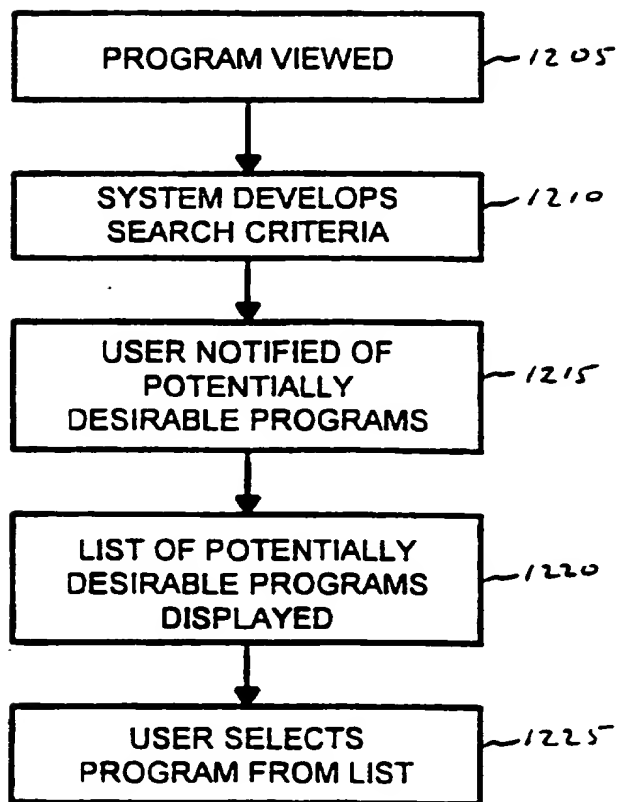 PROGRAM VIEWED
1205
SYSTEM DEVELOPS
SEARCH CRITERIA
1210
USER NOTIFIED OF
POTENTIALLY
DESIRABLE PROGRAMS
1215
LIST OF POTENTIALLY
DESIRABLE PROGRAMS
DISPLAYED
1220
USER SELECTS
PROGRAM FROM LIST
1225